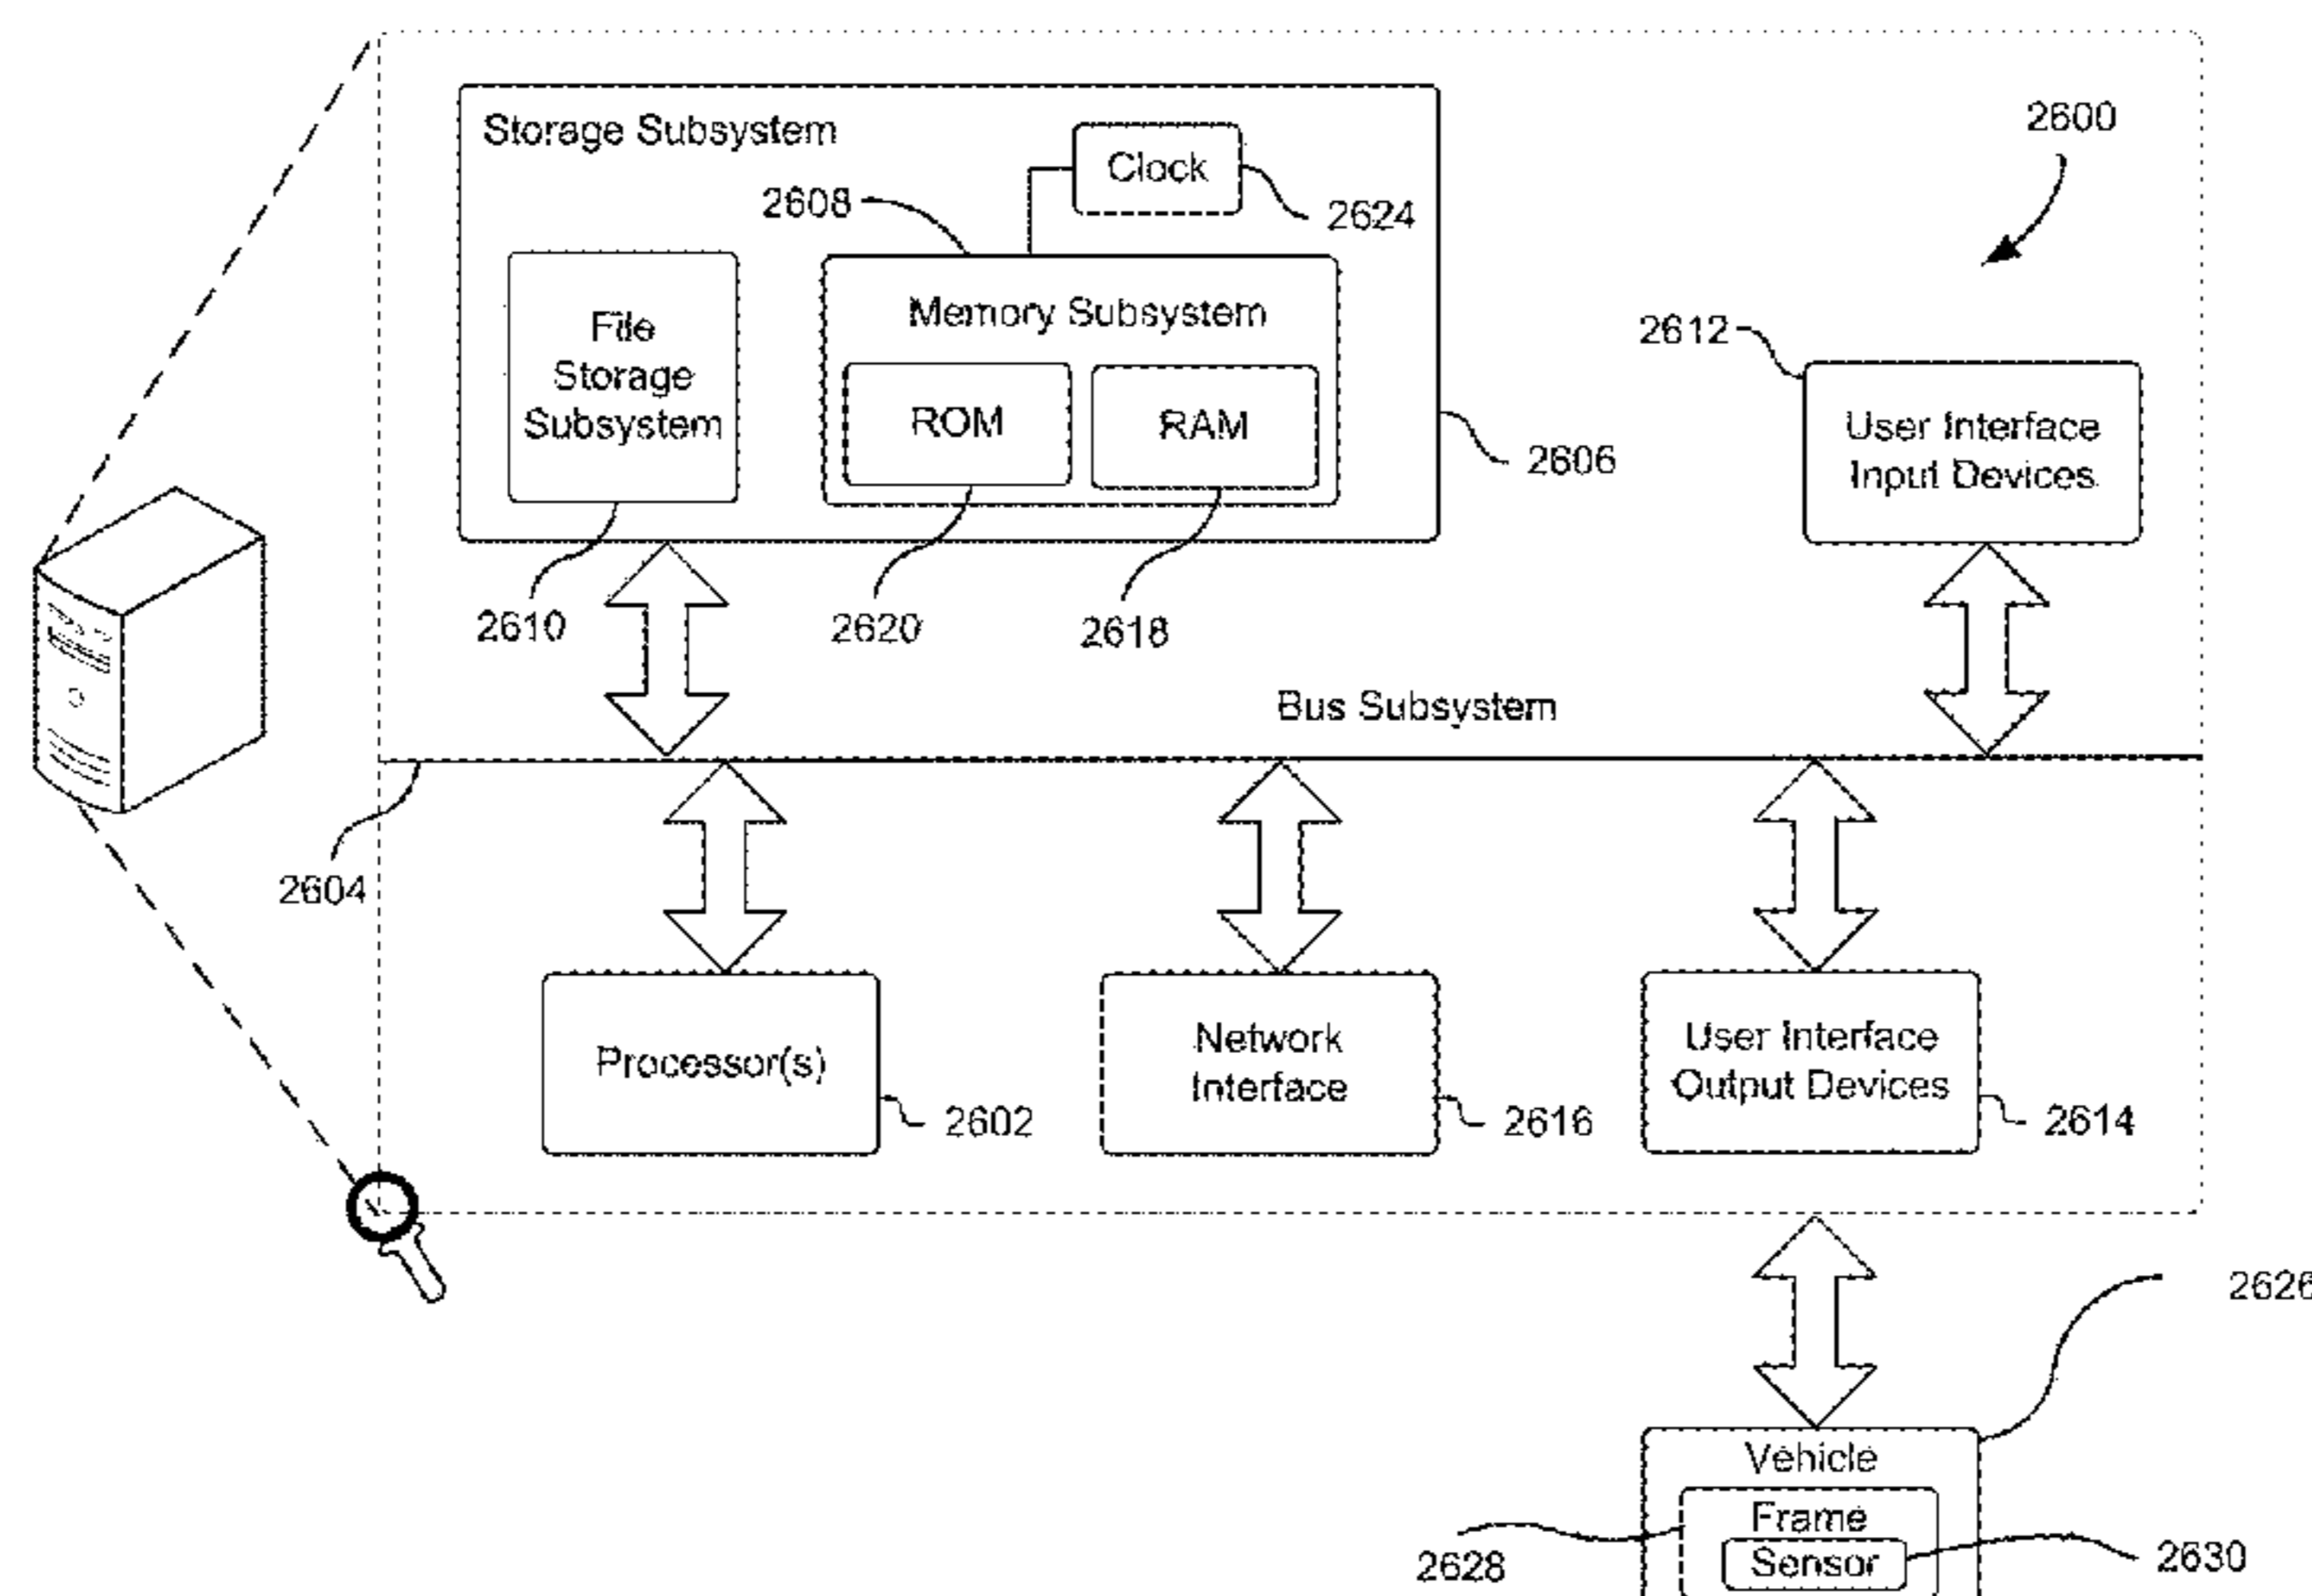 Storage Subsystem
Clock
2600
2608
2624
File
Storage
Subsystem
Memory Subsystem
ROM
RAM
2612
User Interface
Input Devices
2606
2610
2620
2618
Bus Subsystem
2604
Processor(s)
2602
Network
Interface
2616
User Interface
Output Devices
2614
2626
Vehicle
Frame
Sensor
2628
2630